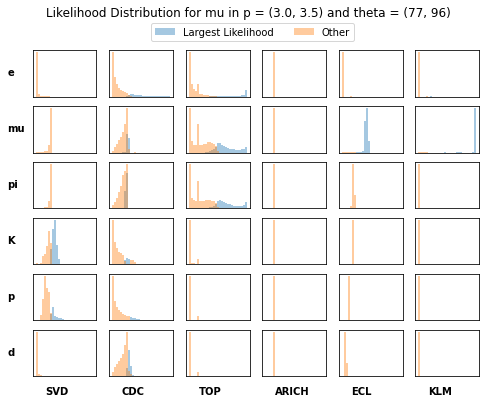 Likelihood Distribution for mu in p = (3.0, 3.5) and theta = (77, 96)
Largest Likelihood Other
e
mu
pi
K
p
d
SVD CDC TOP ARICH ECL KLM